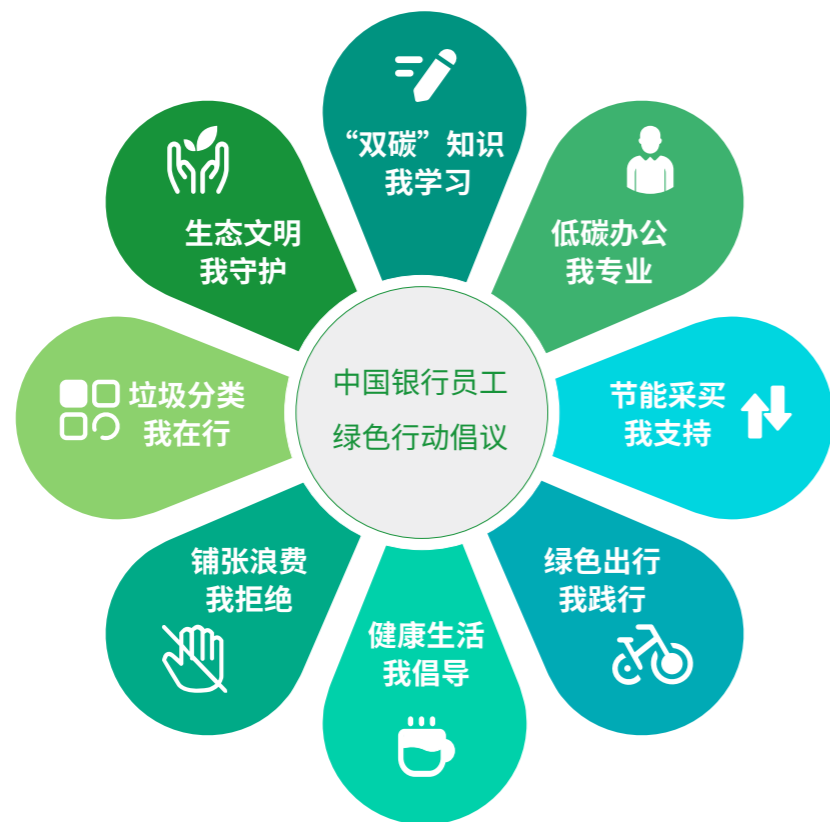 中国银行员工
绿色行动倡议
“双碳”知识
我学习
低碳办公
我专业
节能采买
我支持
绿色出行
我践行
健康生活
我倡导
铺张浪费
我拒绝
垃圾分类
我在行
生态文明
我守护